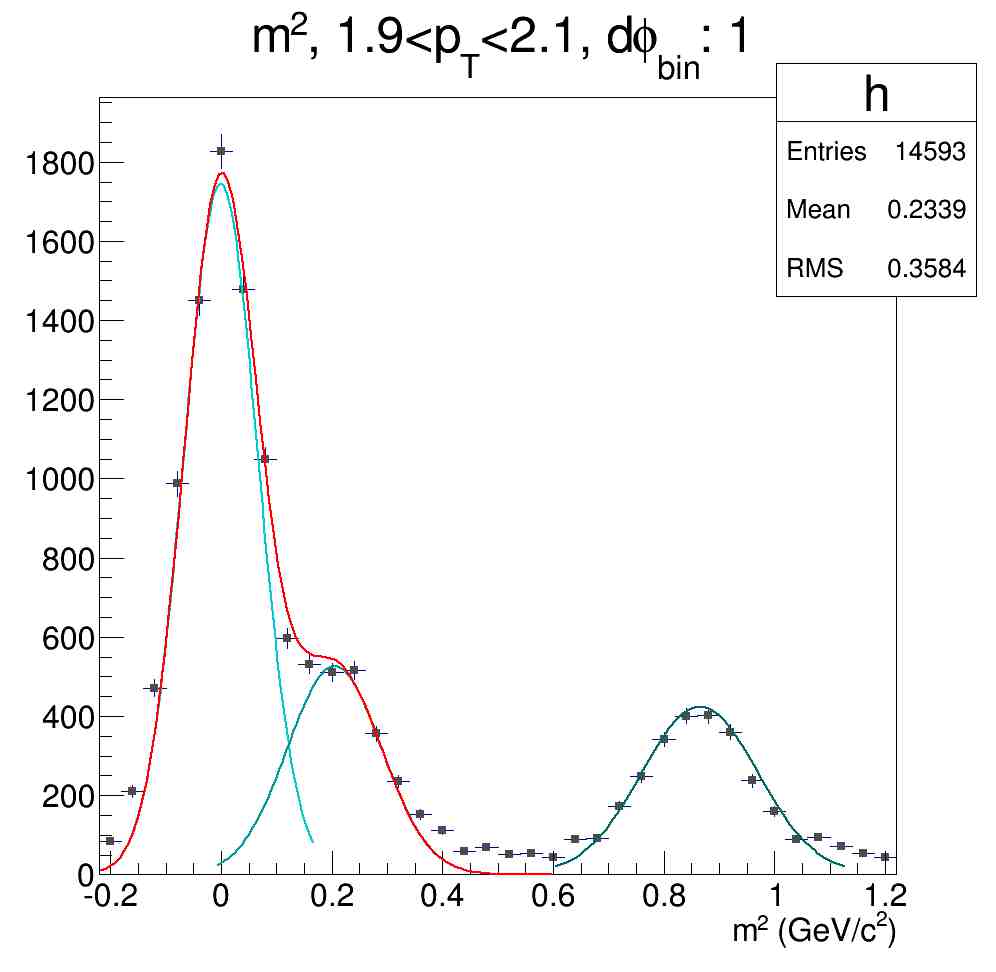 m², 1.9<p_T<2.1, dϕ_bin: 1
h
Entries 14593
Mean 0.2339
RMS 0.3584
1800
1600
1400
1200
1000
800
600
400
200
0
-0.2 0 0.2 0.4 0.6 0.8 1 1.2
m² (GeV/c²)